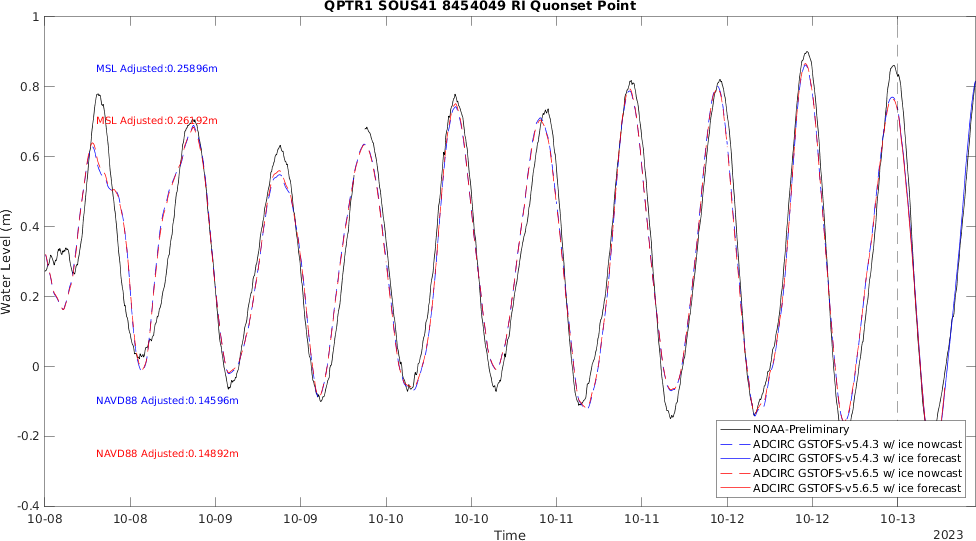 QPTR1 SOUS41 8454049 RI Quonset Point
Water Level (m)
1
0.8
0.6
0.4
0.2
0
-0.2
-0.4
MSL Adjusted:0.25896m
MSL Adjusted:0.26192m
NAVD88 Adjusted:0.14596m
NAVD88 Adjusted:0.14892m
NOAA-Preliminary
ADCIRC GSTOFS-v5.4.3 w/ ice nowcast
ADCIRC GSTOFS-v5.4.3 w/ ice forecast
ADCIRC GSTOFS-v5.6.5 w/ ice nowcast
ADCIRC GSTOFS-v5.6.5 w/ ice forecast
10-08 10-08 10-09 10-09 10-10 10-10 10-11 10-11 10-12 10-12 10-13
Time
2023